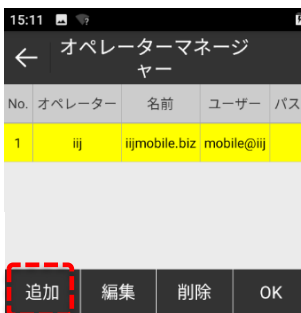 15:11
オペレーターマネージ
ャー
No. オペレーター 名前 ユーザー パス
1 iij iijmobile.biz mobile@iij
追加 編集 削除 OK